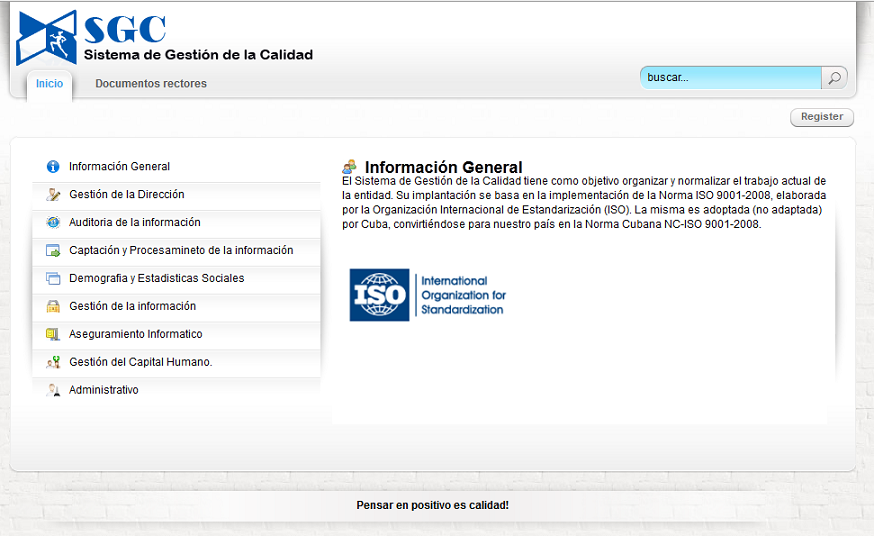 SGC
Sistema de Gestión de la Calidad
Inicio
Documentos rectores
buscar...
Register
Información General
Gestión de la Dirección
Auditoria de la información
Captación y Procesamineto de la información
Demografia y Estadisticas Sociales
Gestión de la información
Aseguramiento Informatico
Gestión del Capital Humano.
Administrativo
Información General
El Sistema de Gestión de la Calidad tiene como objetivo organizar y normalizar el trabajo actual de
la entidad. Su implantación se basa en la implementación de la Norma ISO 9001-2008, elaborada
por la Organización Internacional de Estandarización (ISO). La misma es adoptada (no adaptada)
por Cuba, convirtiéndose para nuestro país en la Norma Cubana NC-ISO 9001-2008.
ISO
International
Organization for
Standardization
Pensar en positivo es calidad!